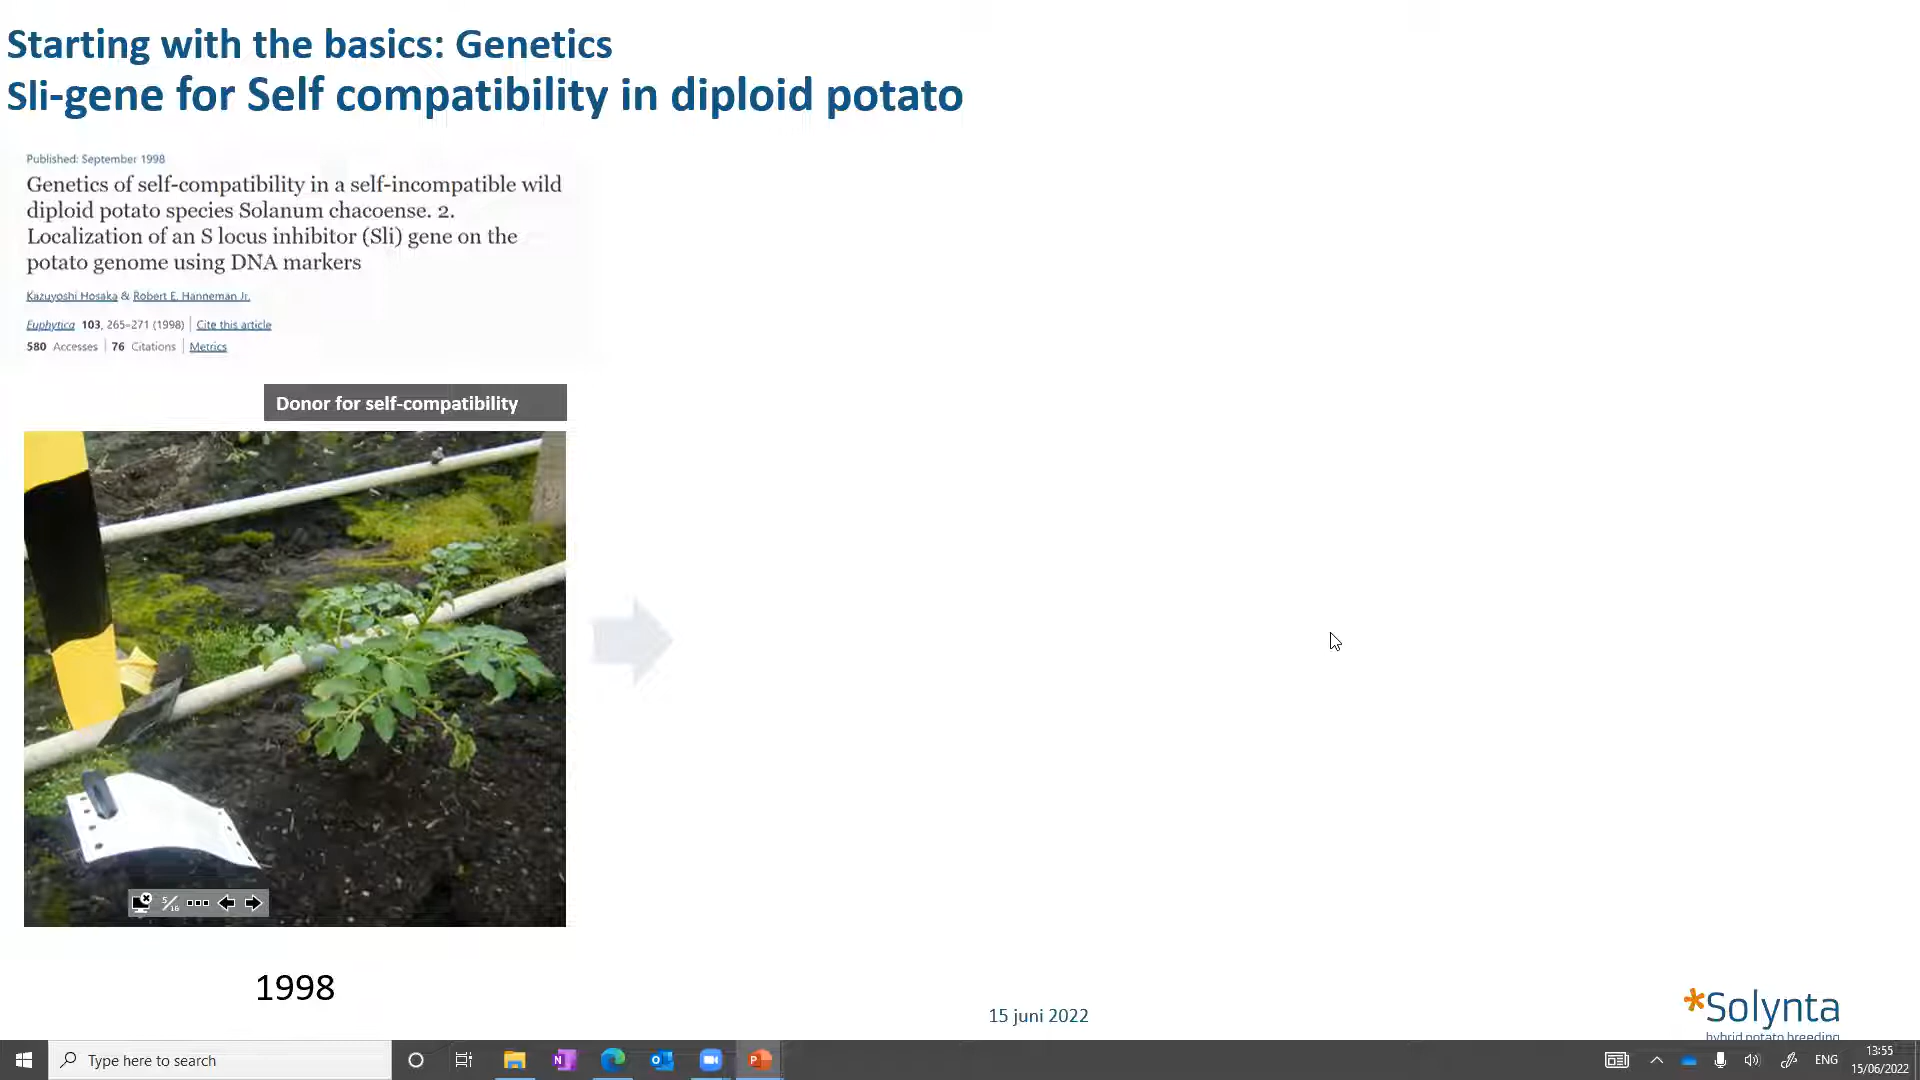 Starting with the basics: Genetics
Sli-gene for Self compatibility in diploid potato
Published: September 1998
Genetics of self-compatibility in a self-incompatible wild
diploid potato species Solanum chacoense. 2.
Localization of an S locus inhibitor (Sli) gene on the
potato genome using DNA markers
Kazuyoshi Hosaka & Robert E. Hanneman Jr.
Euphytica 103, 265–271 (1998) | Cite this article
580 Accesses | 76 Citations | Metrics
Donor for self-compatibility
5/16
1998
15 juni 2022
*Solynta
hybrid potato breeding
Type here to search
ENG
13:55
15/06/2022